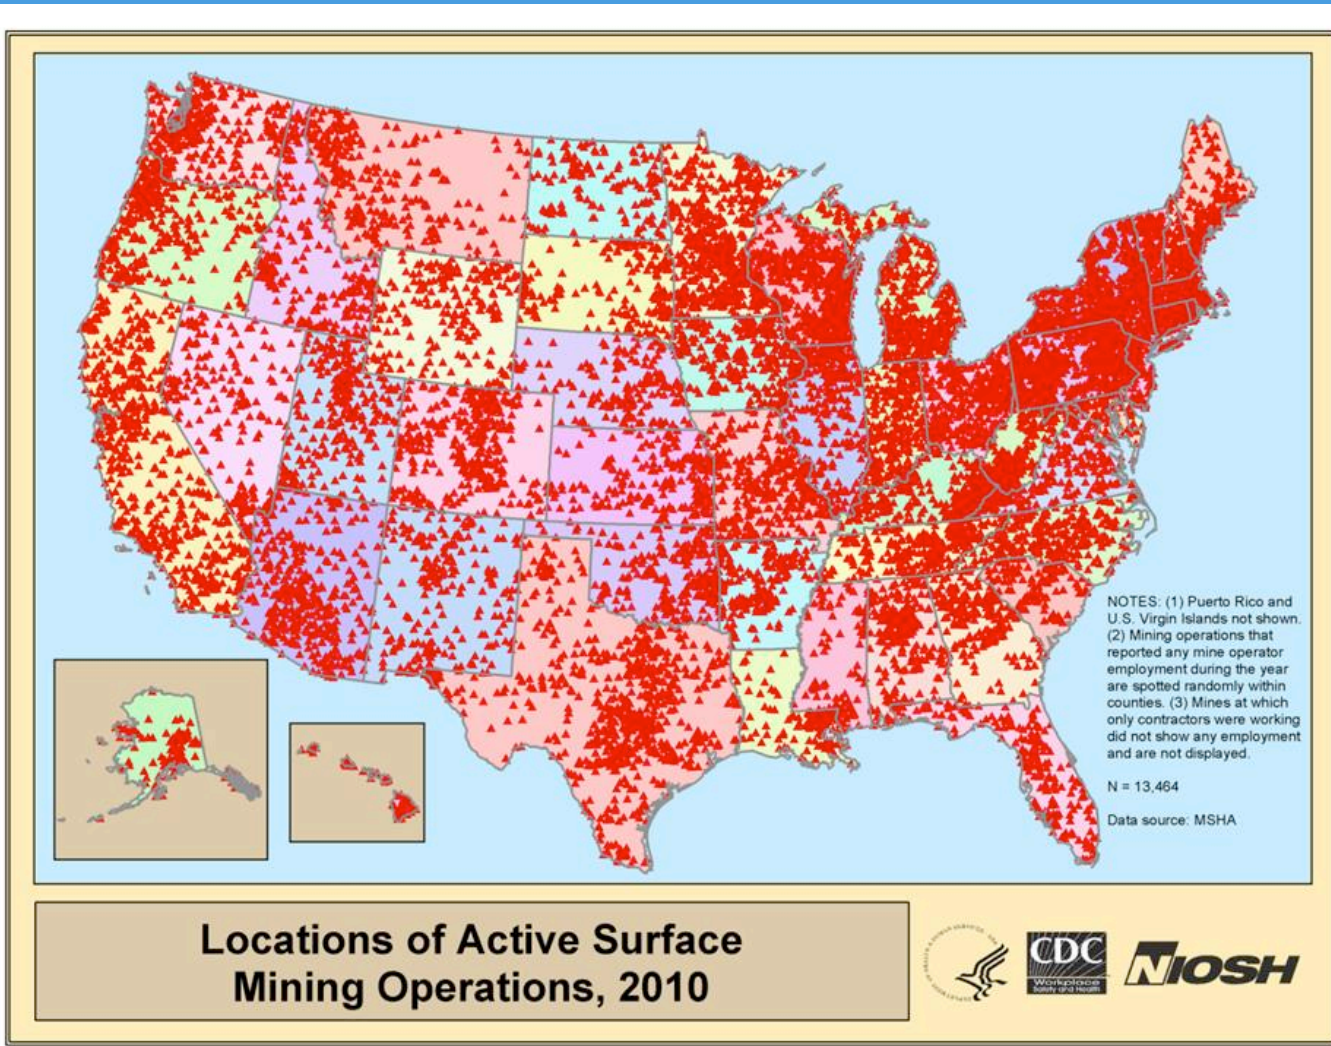 NOTES: (1) Puerto Rico and
U.S. Virgin Islands not shown.
(2) Mining operations that
reported any mine operator
employment during the year
are spotted randomly within
counties. (3) Mines at which
only contractors were working
did not show any employment
and are not displayed.
N = 13,464
Data source: MSHA
Locations of Active Surface
Mining Operations, 2010
CDC
Workplace
Safety and Health
NIOSH